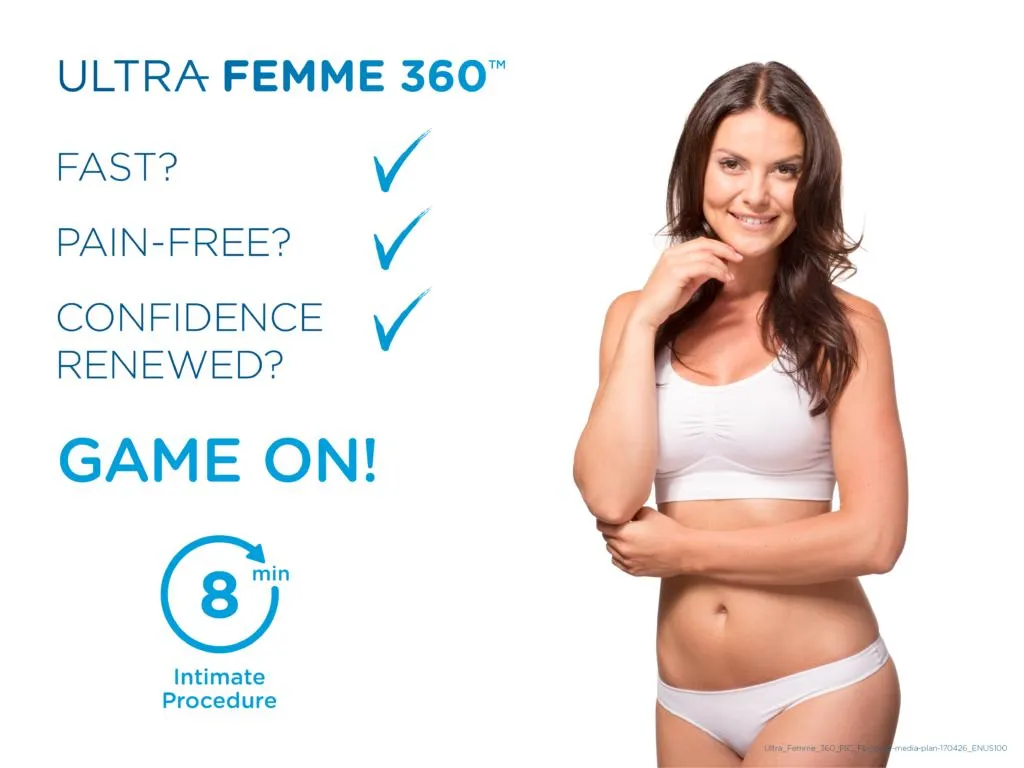 ULTRA FEMME 360™
FAST?
PAIN-FREE?
CONFIDENCE
RENEWED?
GAME ON!
8 min
Intimate
Procedure